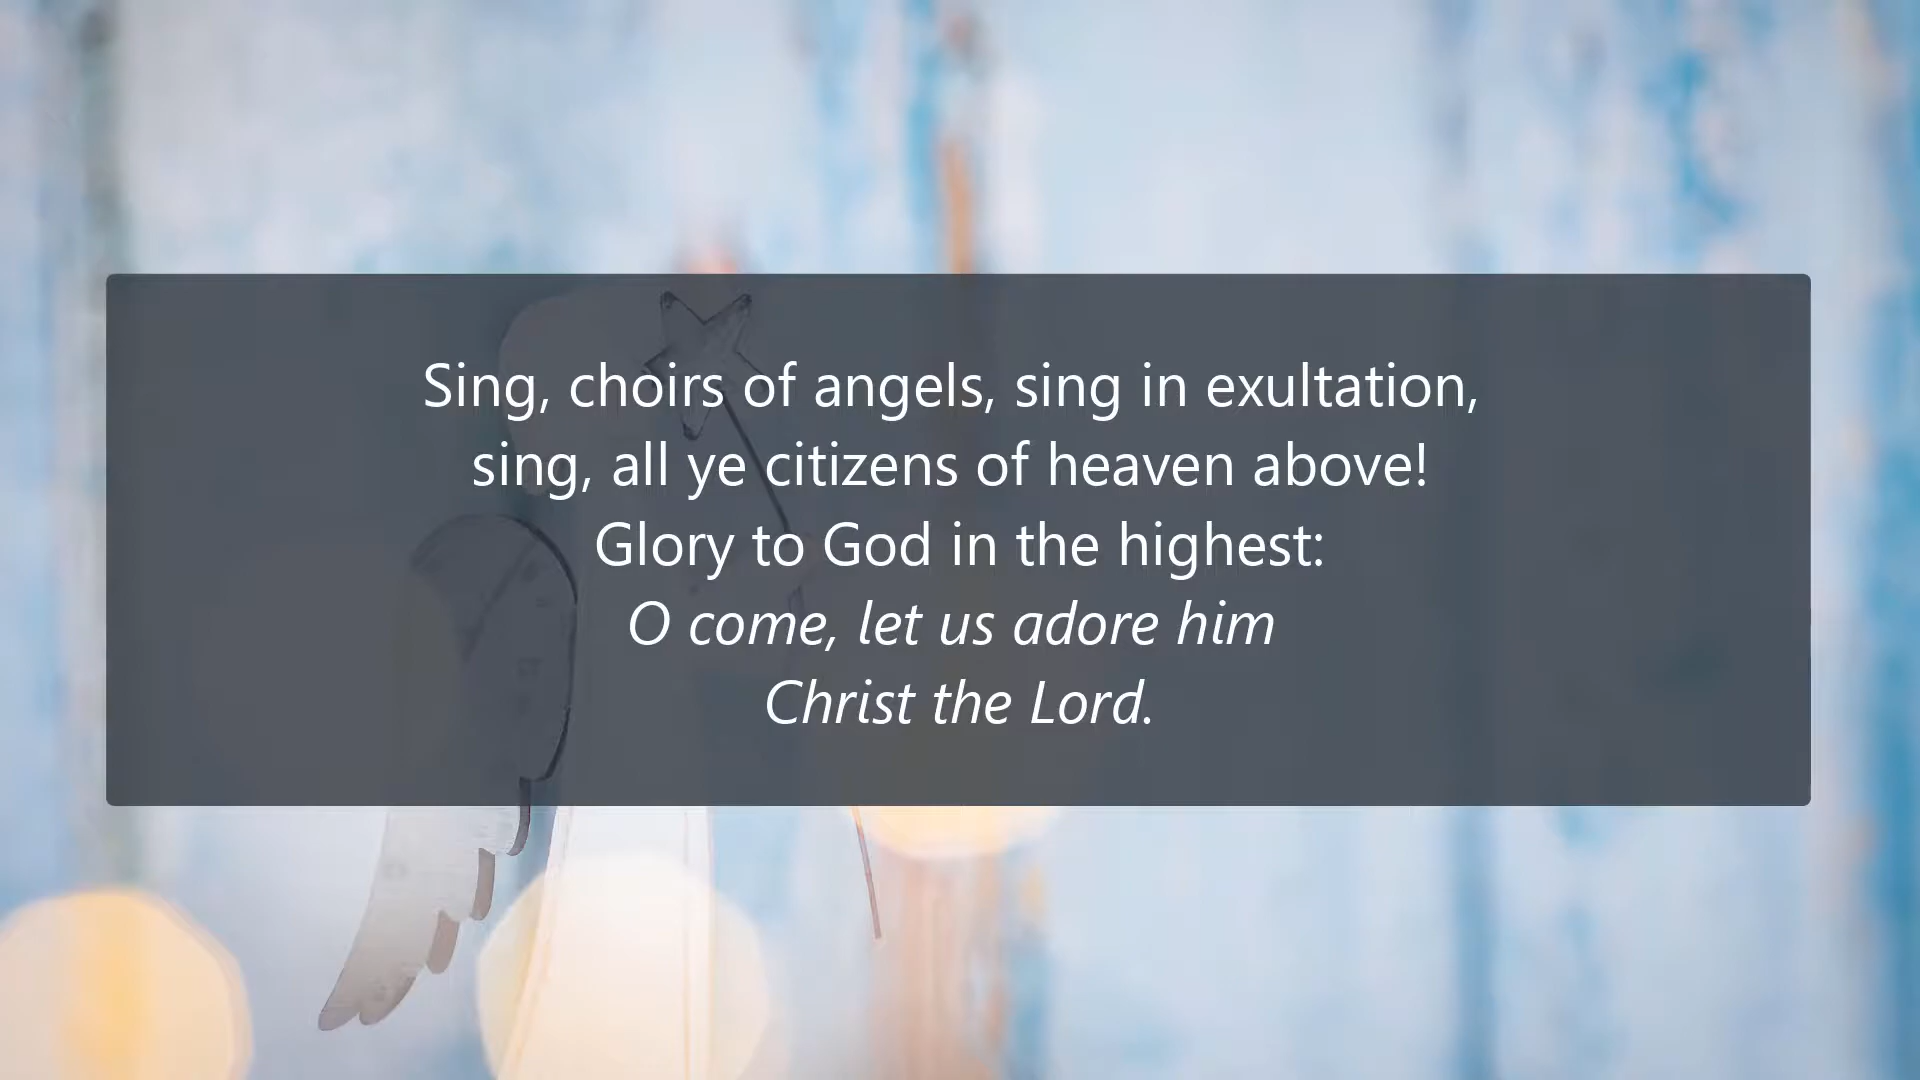 Sing, choirs of angels, sing in exultation,
sing, all ye citizens of heaven above!
Glory to God in the highest:
O come, let us adore him
Christ the Lord.